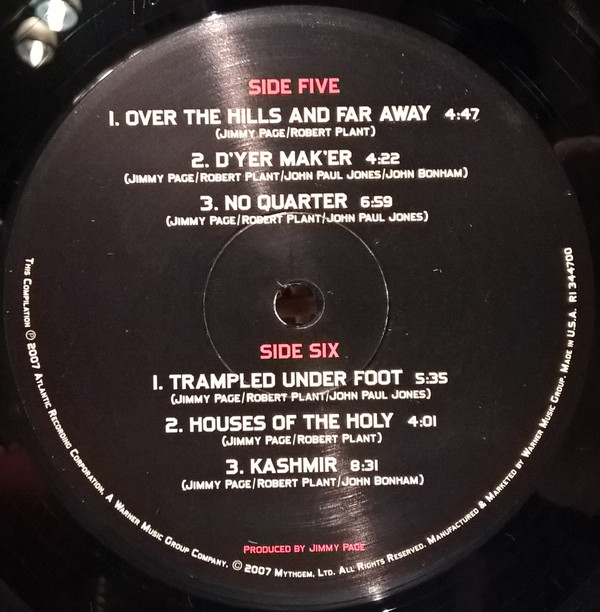 SIDE FIVE
1. OVER THE HILLS AND FAR AWAY 4:47
(JIMMY PAGE/ROBERT PLANT)
2. D'YER MAK'ER 4:22
(JIMMY PAGE/ROBERT PLANT/JOHN PAUL JONES/JOHN BONHAM)
3. NO QUARTER 6:59
(JIMMY PAGE/ROBERT PLANT/JOHN PAUL JONES)
SIDE SIX
1. TRAMPLED UNDER FOOT 5:35
(JIMMY PAGE/ROBERT PLANT/JOHN PAUL JONES)
2. HOUSES OF THE HOLY 4:01
(JIMMY PAGE/ROBERT PLANT)
3. KASHMIR 8:31
(JIMMY PAGE/ROBERT PLANT/JOHN BONHAM)
PRODUCED BY JIMMY PAGE
THIS COMPILATION ℗ 2007 ATLANTIC RECORDING CORPORATION. A WARNER MUSIC GROUP COMPANY. © 2007 MYTHGEM, LTD. ALL RIGHTS RESERVED. MANUFACTURED & MARKETED BY WARNER MUSIC GROUP. MADE IN U.S.A. R1 344700